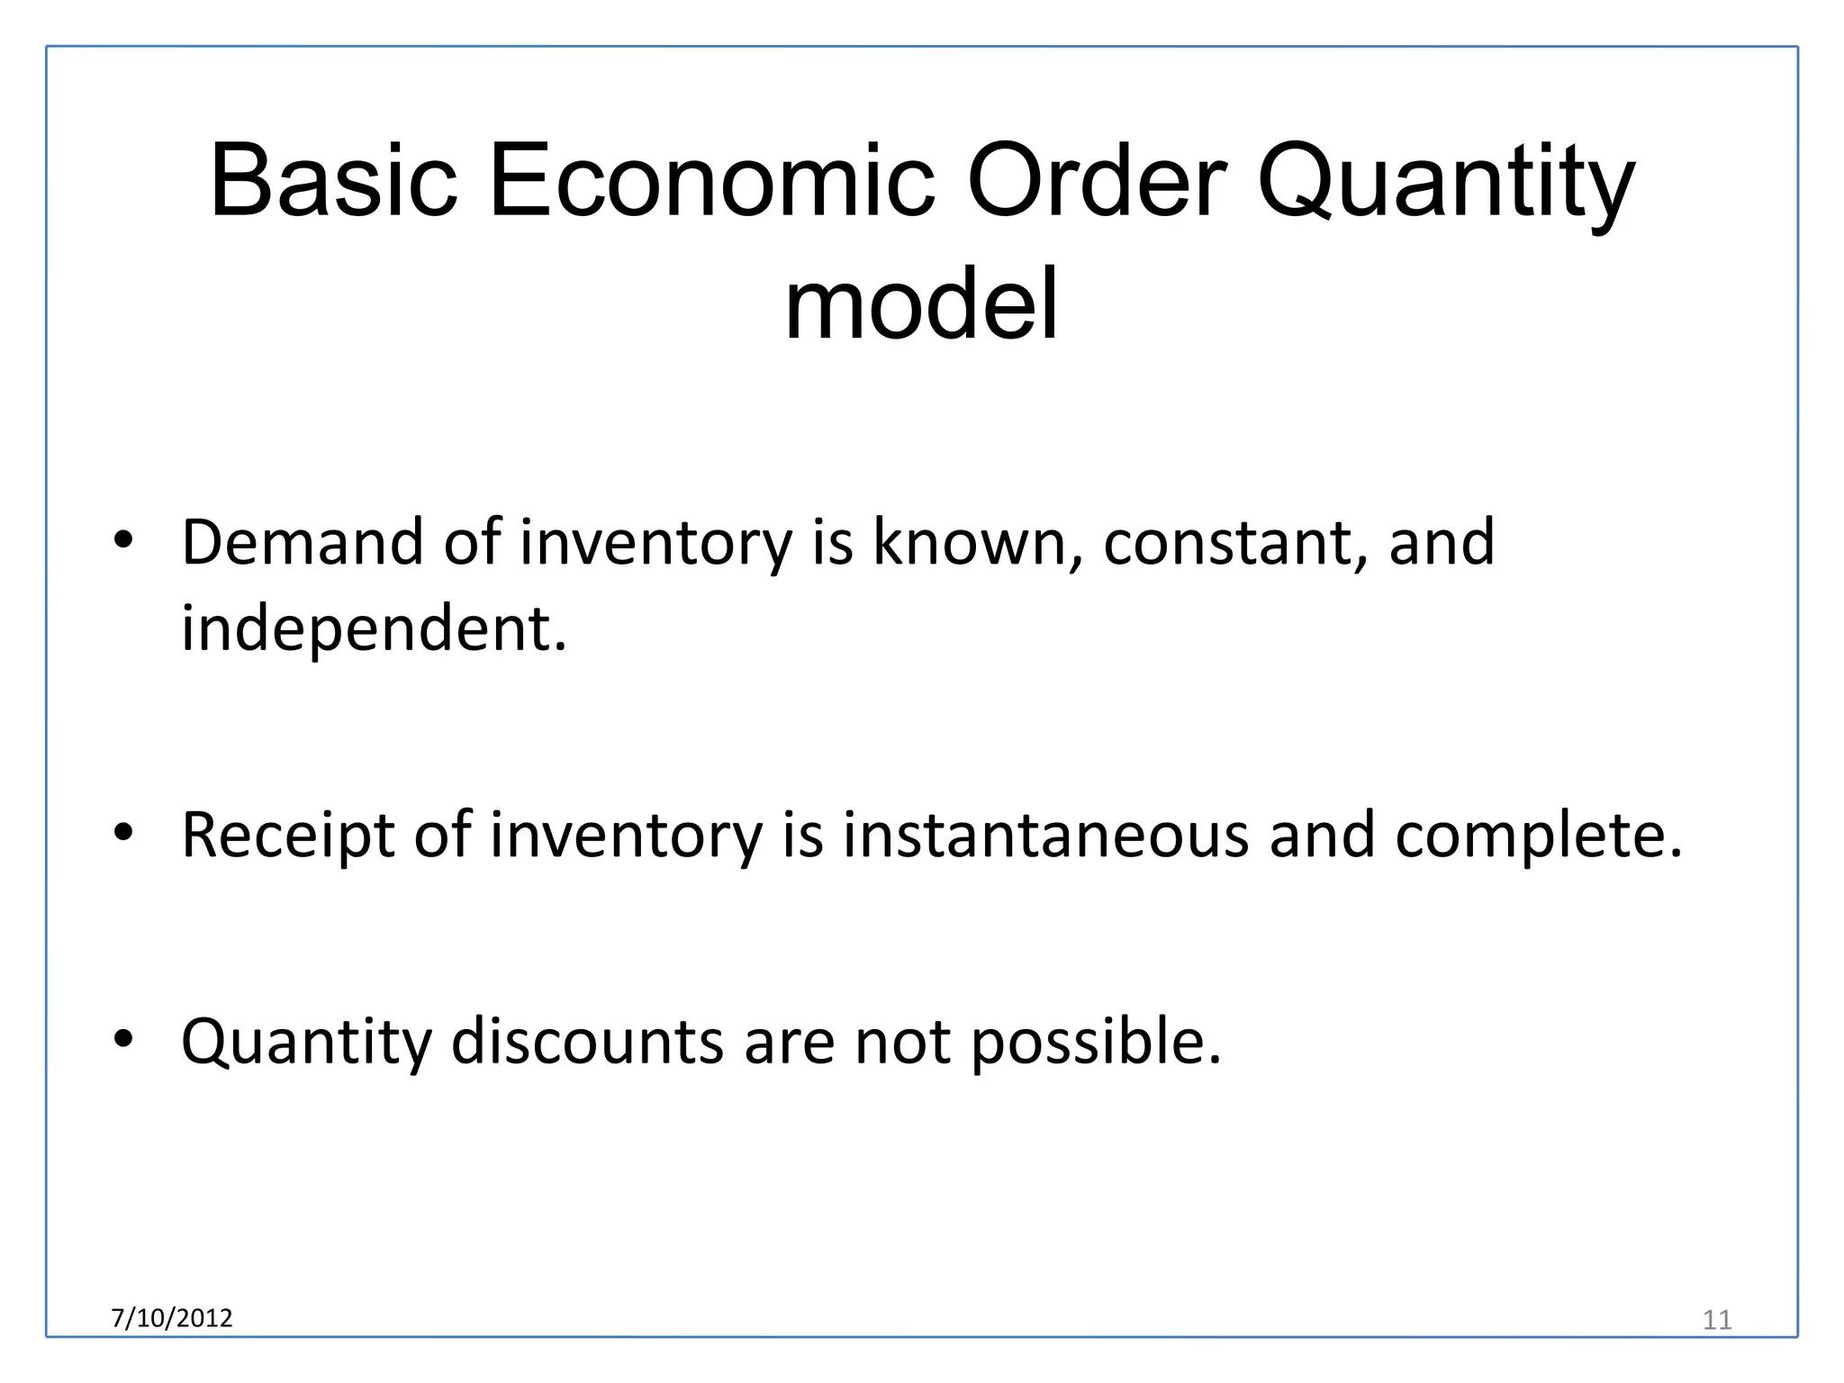 Basic Economic Order Quantity
model
• Demand of inventory is known, constant, and
independent.
• Receipt of inventory is instantaneous and complete.
• Quantity discounts are not possible.
7/10/2012
11